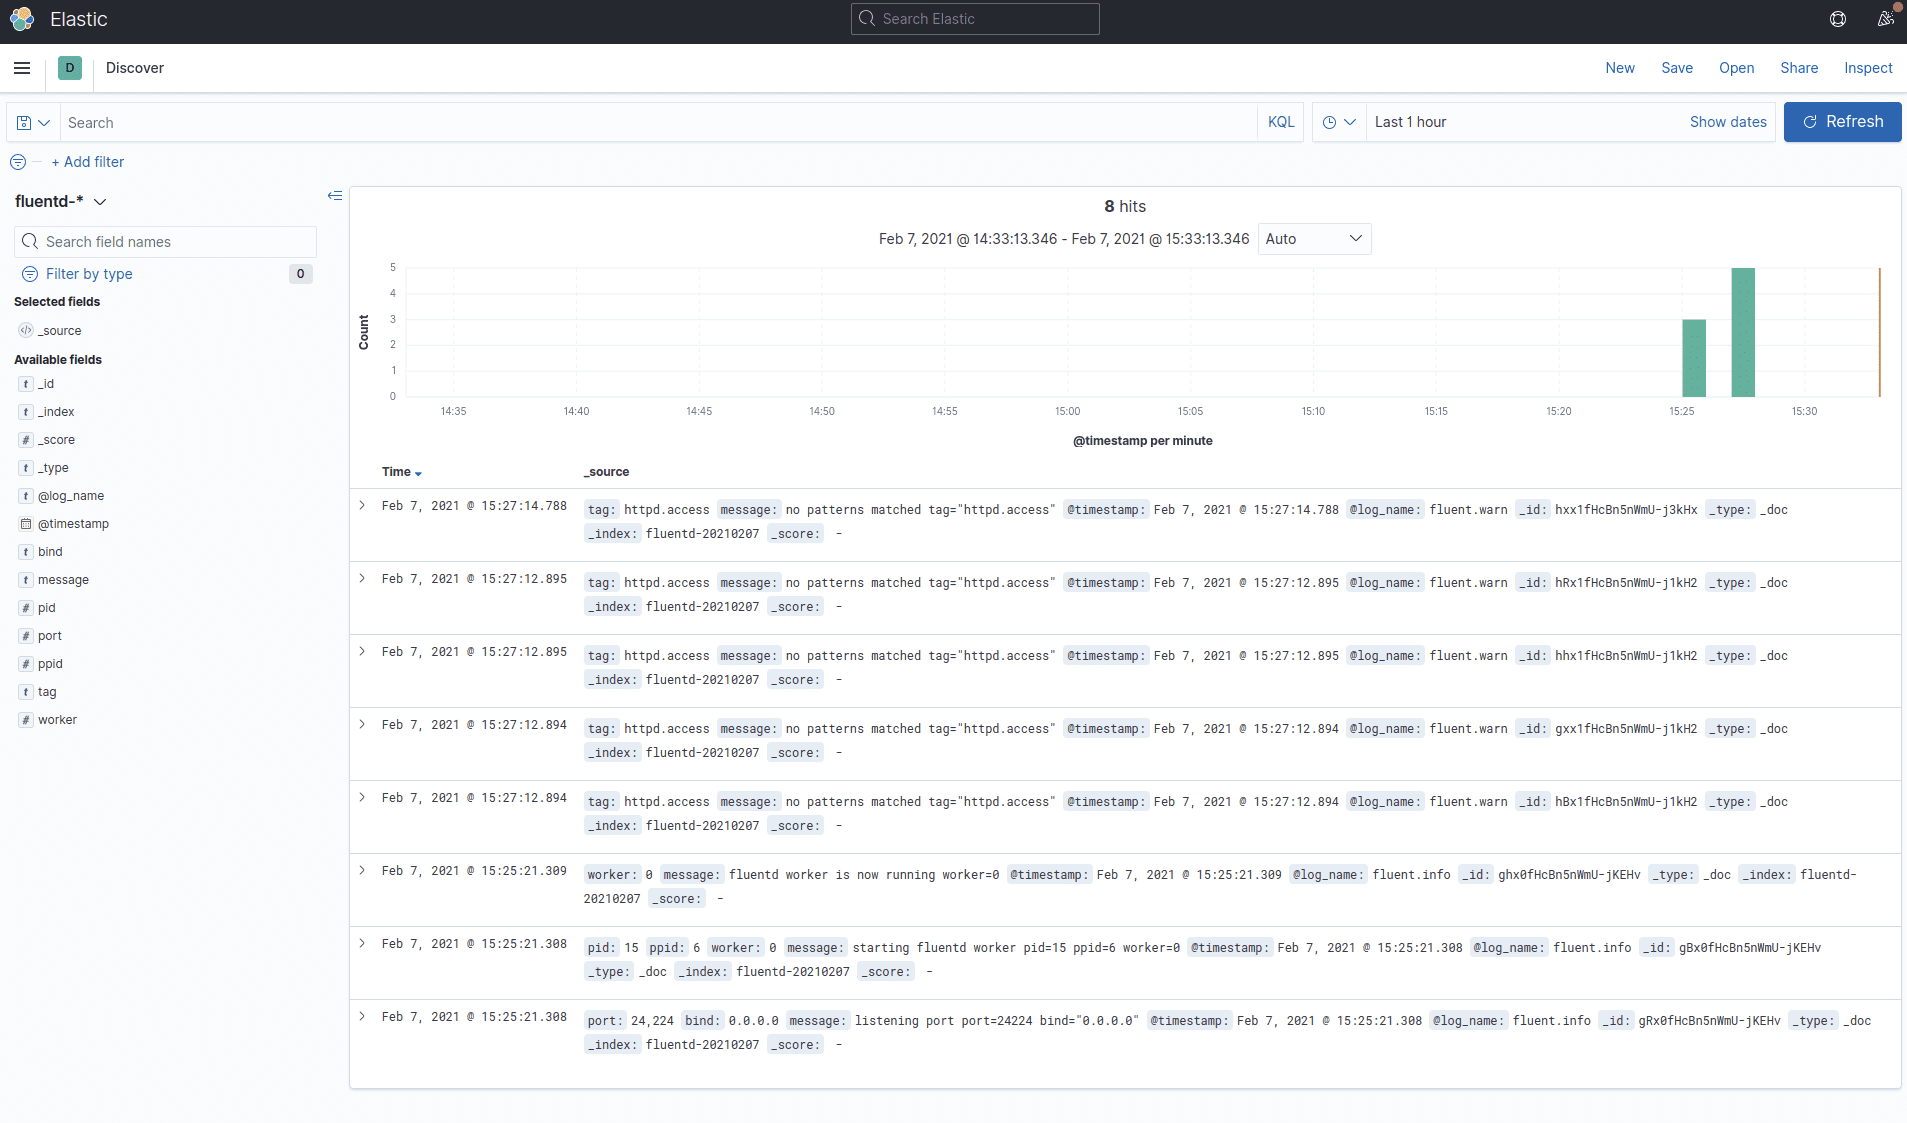 Elastic
Search Elastic
D
Discover
New Save Open Share Inspect
Search
KQL
Last 1 hour
Show dates
Refresh
+ Add filter
fluentd-*
Search field names
Filter by type 0
Selected fields
_source
Available fields
t _id
t _index
# _score
t _type
t @log_name
@timestamp
t bind
t message
# pid
# port
# ppid
t tag
# worker
8 hits
Feb 7, 2021 @ 14:33:13.346 - Feb 7, 2021 @ 15:33:13.346 Auto
Count
5
4
3
2
1
0
14:35 14:40 14:45 14:50 14:55 15:00 15:05 15:10 15:15 15:20 15:25 15:30
@timestamp per minute
Time _source
Feb 7, 2021 @ 15:27:14.788 tag: httpd.access message: no patterns matched tag="httpd.access" @timestamp: Feb 7, 2021 @ 15:27:14.788 @log_name: fluent.warn _id: hxx1fHcBn5nWmU-j3kHx _type: _doc
_index: fluentd-20210207 _score: -
Feb 7, 2021 @ 15:27:12.895 tag: httpd.access message: no patterns matched tag="httpd.access" @timestamp: Feb 7, 2021 @ 15:27:12.895 @log_name: fluent.warn _id: hRx1fHcBn5nWmU-j1kH2 _type: _doc
_index: fluentd-20210207 _score: -
Feb 7, 2021 @ 15:27:12.895 tag: httpd.access message: no patterns matched tag="httpd.access" @timestamp: Feb 7, 2021 @ 15:27:12.895 @log_name: fluent.warn _id: hhx1fHcBn5nWmU-j1kH2 _type: _doc
_index: fluentd-20210207 _score: -
Feb 7, 2021 @ 15:27:12.894 tag: httpd.access message: no patterns matched tag="httpd.access" @timestamp: Feb 7, 2021 @ 15:27:12.894 @log_name: fluent.warn _id: gxx1fHcBn5nWmU-j1kH2 _type: _doc
_index: fluentd-20210207 _score: -
Feb 7, 2021 @ 15:27:12.894 tag: httpd.access message: no patterns matched tag="httpd.access" @timestamp: Feb 7, 2021 @ 15:27:12.894 @log_name: fluent.warn _id: hBx1fHcBn5nWmU-j1kH2 _type: _doc
_index: fluentd-20210207 _score: -
Feb 7, 2021 @ 15:25:21.309 worker: 0 message: fluentd worker is now running worker=0 @timestamp: Feb 7, 2021 @ 15:25:21.309 @log_name: fluent.info _id: ghx0fHcBn5nWmU-jKEHv _type: _doc _index: fluentd-
20210207 _score: -
Feb 7, 2021 @ 15:25:21.308 pid: 15 ppid: 6 worker: 0 message: starting fluentd worker pid=15 ppid=6 worker=0 @timestamp: Feb 7, 2021 @ 15:25:21.308 @log_name: fluent.info _id: gBx0fHcBn5nWmU-jKEHv
_type: _doc _index: fluentd-20210207 _score: -
Feb 7, 2021 @ 15:25:21.308 port: 24,224 bind: 0.0.0.0 message: listening port port=24224 bind="0.0.0.0" @timestamp: Feb 7, 2021 @ 15:25:21.308 @log_name: fluent.info _id: gRx0fHcBn5nWmU-jKEHv _type: _doc
_index: fluentd-20210207 _score: -